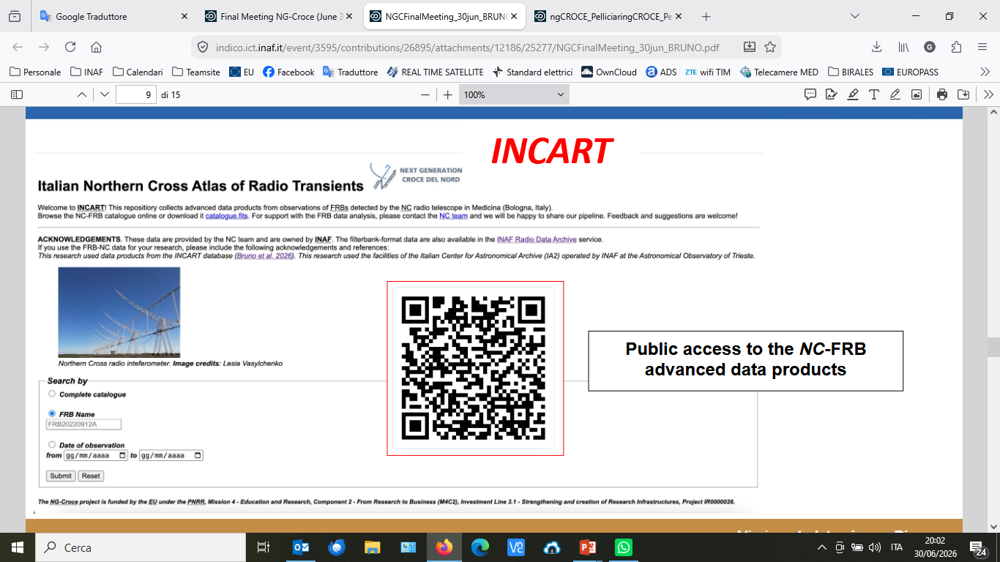 Google Traduttore
Final Meeting NG-Croce (June 3
NGCFinalMeeting_30jun_BRUNO
ngCROCE_PelliciaringCROCE_Pe
indico.ict.inaf.it/event/3595/contributions/26895/attachments/12186/25277/NGCFinalMeeting_30jun_BRUNO.pdf
G
Personale INAF Calendari Teamsite EU Facebook Traduttore REAL TIME SATELLITE Standard elettrici OwnCloud ADS ZTE wifi TIM Telecamere MED BIRALES EUROPASS
9 di 15
100%
INCART
NEXT GENERATION
CROCE DEL NORD
Italian Northern Cross Atlas of Radio Transients
Welcome to INCART! This repositiory collects advanced data products from observations of FRBs detected by the NC radio telescope in Medicina (Bologna, Italy).
Browse the NC-FRB catalogue online or download it catalogue.fits. For support with the FRB data analysis, please contact the NC team and we will be happy to share our pipeline. Feedback and suggestions are welcome!
ACKNOWLEDGEMENTS. These data are provided by the NC team and are owned by INAF. The filterbank-format data are also available in the INAF Radio Data Archive service.
If you use the FRB-NC data for your research, please include the following acknowledgements and references:
This research used data products from the INCART database (Bruno et al. 2026). This research used the facilities of the Italian Center for Astronomical Archive (IA2) operated by INAF at the Astronomical Observatory of Trieste.
Northern Cross radio inteferometer. Image credits: Lesia Vasylchenko
Public access to the NC-FRB
advanced data products
Search by
Complete catalogue
FRB Name
FRB20220912A
Date of observation
from gg/mm/aaaa to gg/mm/aaaa
Submit Reset
The NG-Croce project is funded by the EU under the PNRR, Mission 4 - Education and Research, Component 2 - From Research to Business (M4C2), Investment Line 3.1 - Strengthening and creation of Research Infrastructures, Project IR0000026.
Cerca
ITA
20:02
30/06/2026
24